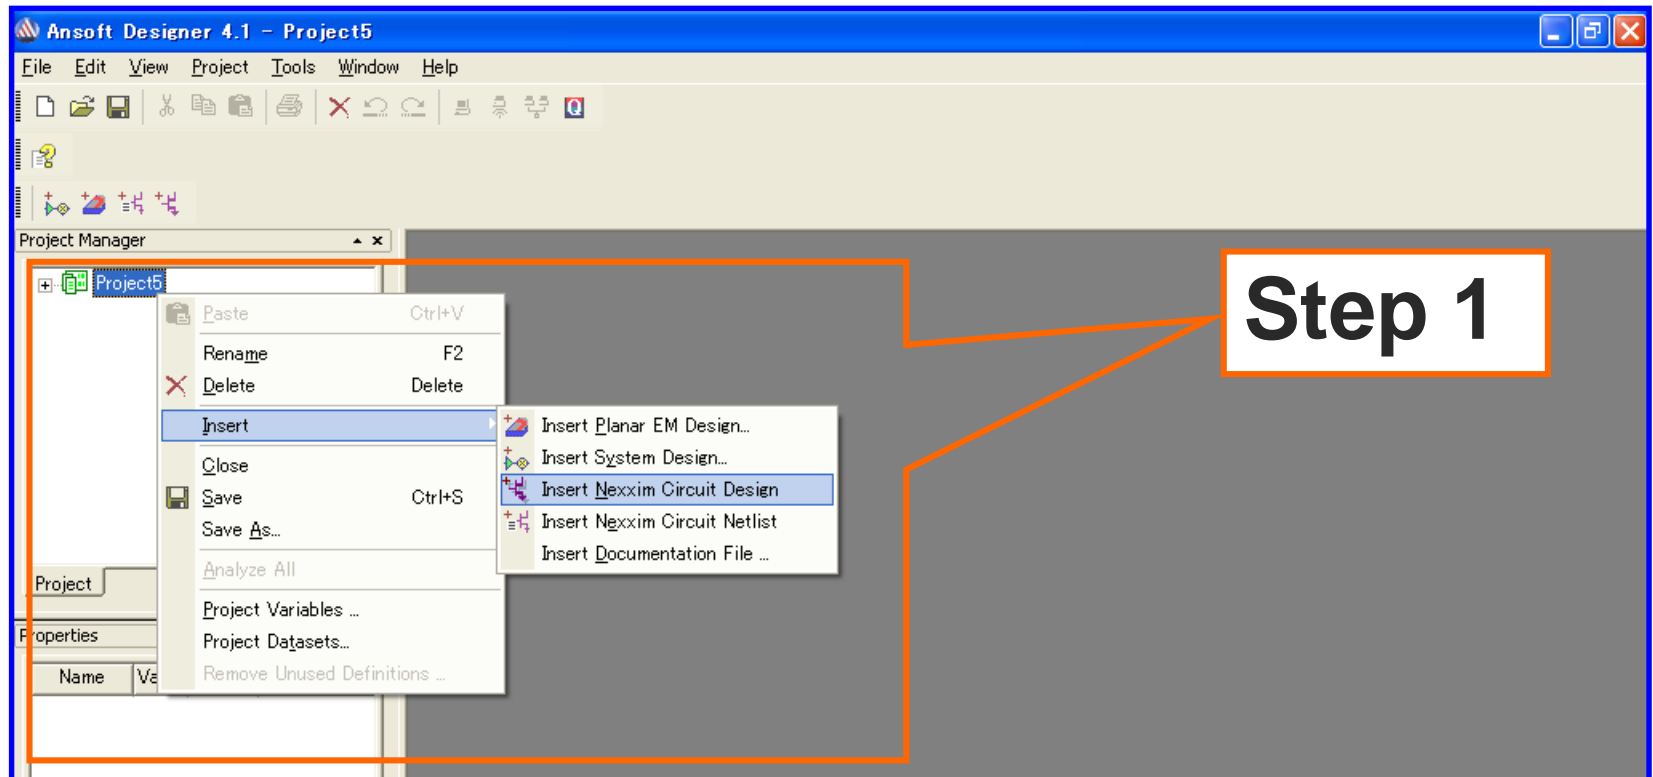 Ansoft Designer 4.1 - Project5
File Edit View Project Tools Window Help
Project Manager
Project5
Step 1
Paste Ctrl+V
Rename F2
Delete Delete
Insert
Close
Save Ctrl+S
Save As...
Analyze All
Project Variables ...
Project Datasets...
Remove Unused Definitions ...
Insert Planar EM Design...
Insert System Design...
Insert Nexxim Circuit Design
Insert Nexxim Circuit Netlist
Insert Documentation File ...
Project
Properties
Name Va